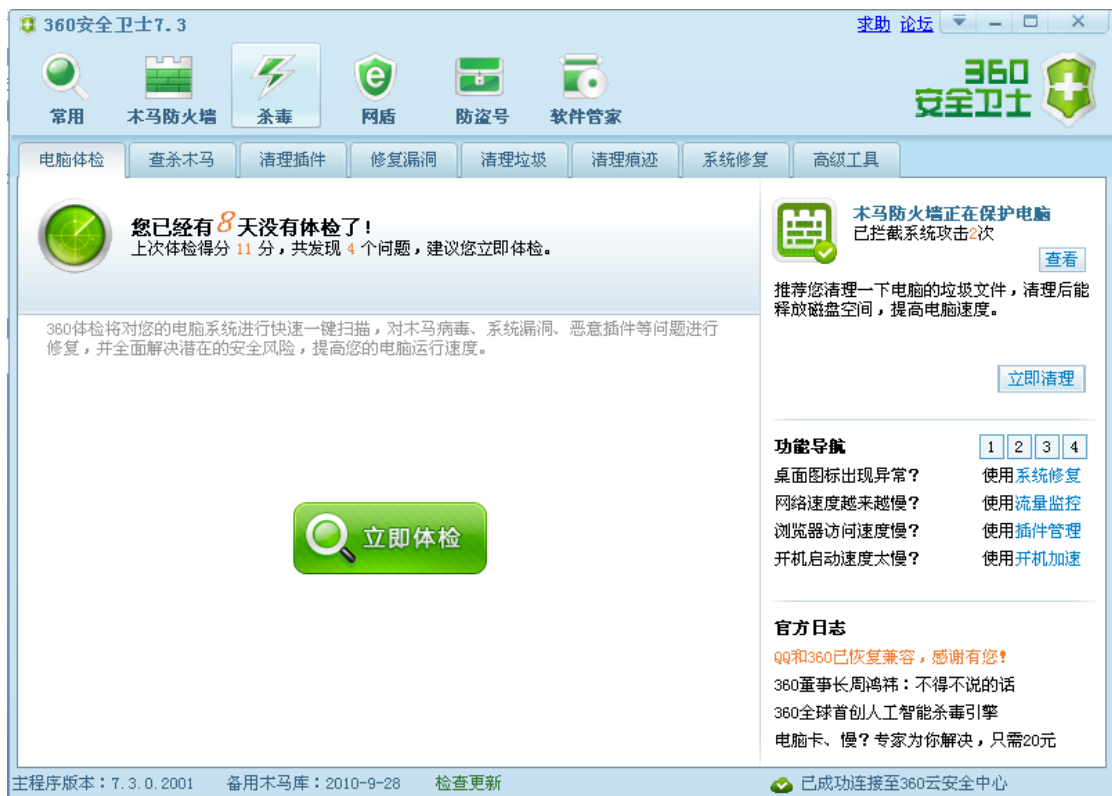 360安全卫士7.3
求助 论坛
常用 木马防火墙 杀毒 网盾 防盗号 软件管家
360
安全卫士
电脑体检 查杀木马 清理插件 修复漏洞 清理垃圾 清理痕迹 系统修复 高级工具
您已经有8天没有体检了!
上次体检得分 11 分，共发现 4 个问题，建议您立即体检。
360体检将对您的电脑系统进行快速一键扫描，对木马病毒、系统漏洞、恶意插件等问题进行
修复，并全面解决潜在的安全风险，提高您的电脑运行速度。
立即体检
木马防火墙正在保护电脑
已拦截系统攻击2次
查看
推荐您清理一下电脑的垃圾文件，清理后能
释放磁盘空间，提高电脑速度。
立即清理
功能导航 1 2 3 4
桌面图标出现异常? 使用系统修复
网络速度越来越慢? 使用流量监控
浏览器访问速度慢? 使用插件管理
开机启动速度太慢? 使用开机加速
官方日志
QQ和360已恢复兼容，感谢有您!
360董事长周鸿祎：不得不说的话
360全球首创人工智能杀毒引擎
电脑卡、慢?专家为你解决，只需20元
主程序版本：7.3.0.2001 备用木马库：2010-9-28 检查更新 已成功连接至360云安全中心